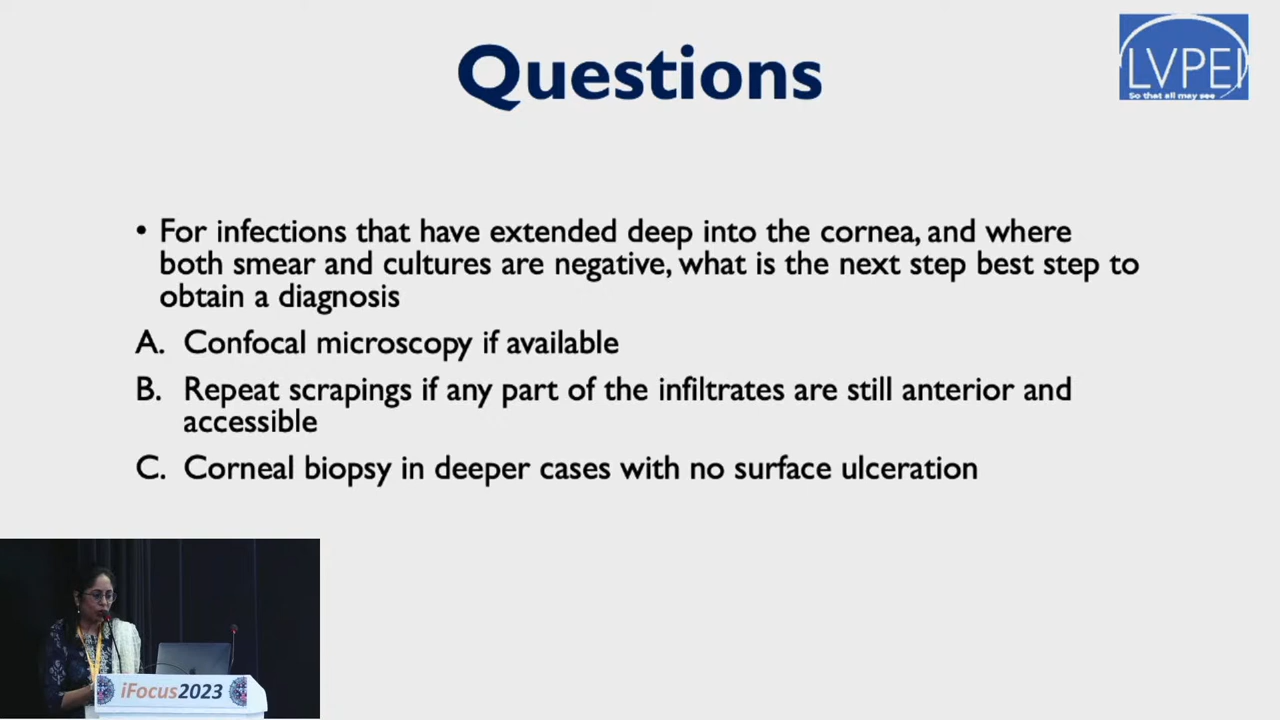 Questions
LVPEI
So that all may see
• For infections that have extended deep into the cornea, and where
both smear and cultures are negative, what is the next step best step to
obtain a diagnosis
A. Confocal microscopy if available
B. Repeat scrapings if any part of the infiltrates are still anterior and
accessible
C. Corneal biopsy in deeper cases with no surface ulceration
iFocus2023